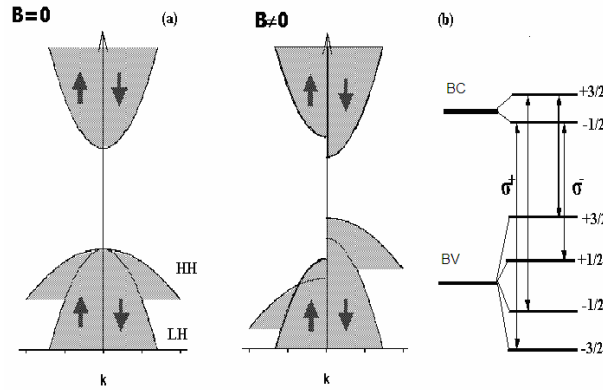 B=0
(a)
B≠0
(b)
HH
LH
k
k
BC
+3/2
-1/2
σ+
σ-
+3/2
BV
+1/2
-1/2
-3/2